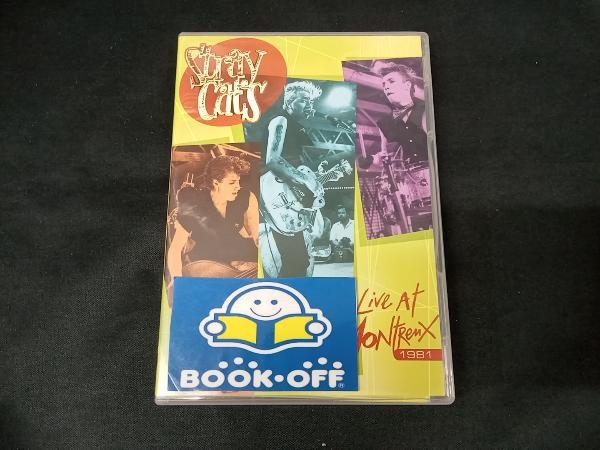 Stray
Cats
Live At
Montreux
1981
BOOK·OFF®